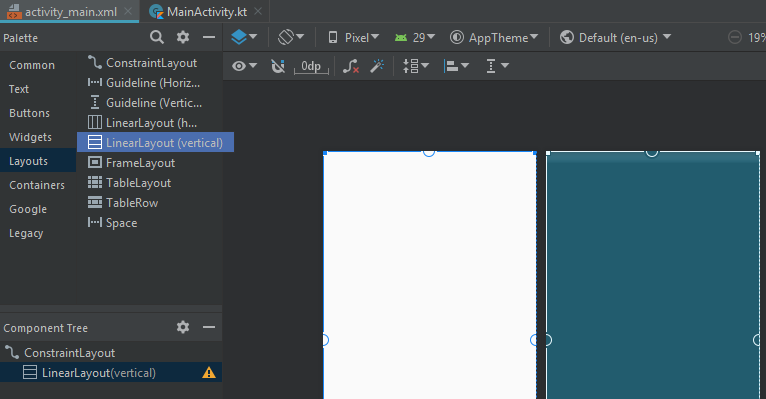 activity_main.xml MainActivity.kt
Palette Pixel 29 AppTheme Default (en-us) 19%
Common ConstraintLayout 0dp
Text Guideline (Horiz...
Guideline (Vertic...
Buttons LinearLayout (h...
Widgets LinearLayout (vertical)
Layouts FrameLayout
Containers TableLayout
Google TableRow
Legacy Space
Component Tree
ConstraintLayout
LinearLayout(vertical)